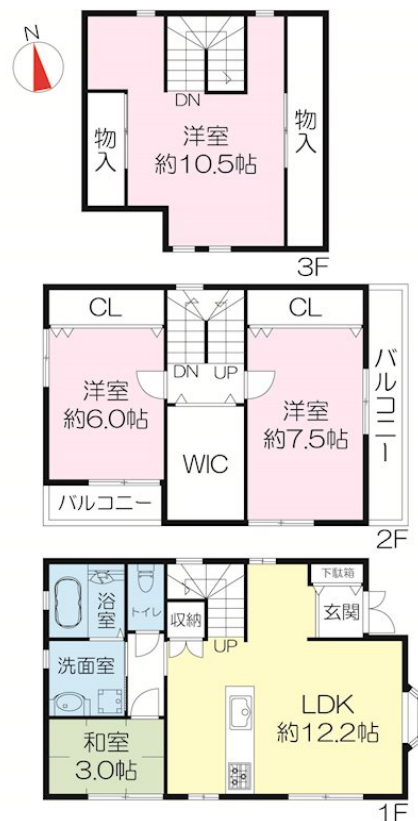 N
DN
物入
物入
洋室
約10.5帖
3F
CL
CL
DN UP
洋室
約6.0帖
洋室
約7.5帖
バルコニー
WIC
バルコニー
2F
浴室
トイレ
収納
下駄箱
玄関
UP
洗面室
LDK
約12.2帖
和室
3.0帖
1F